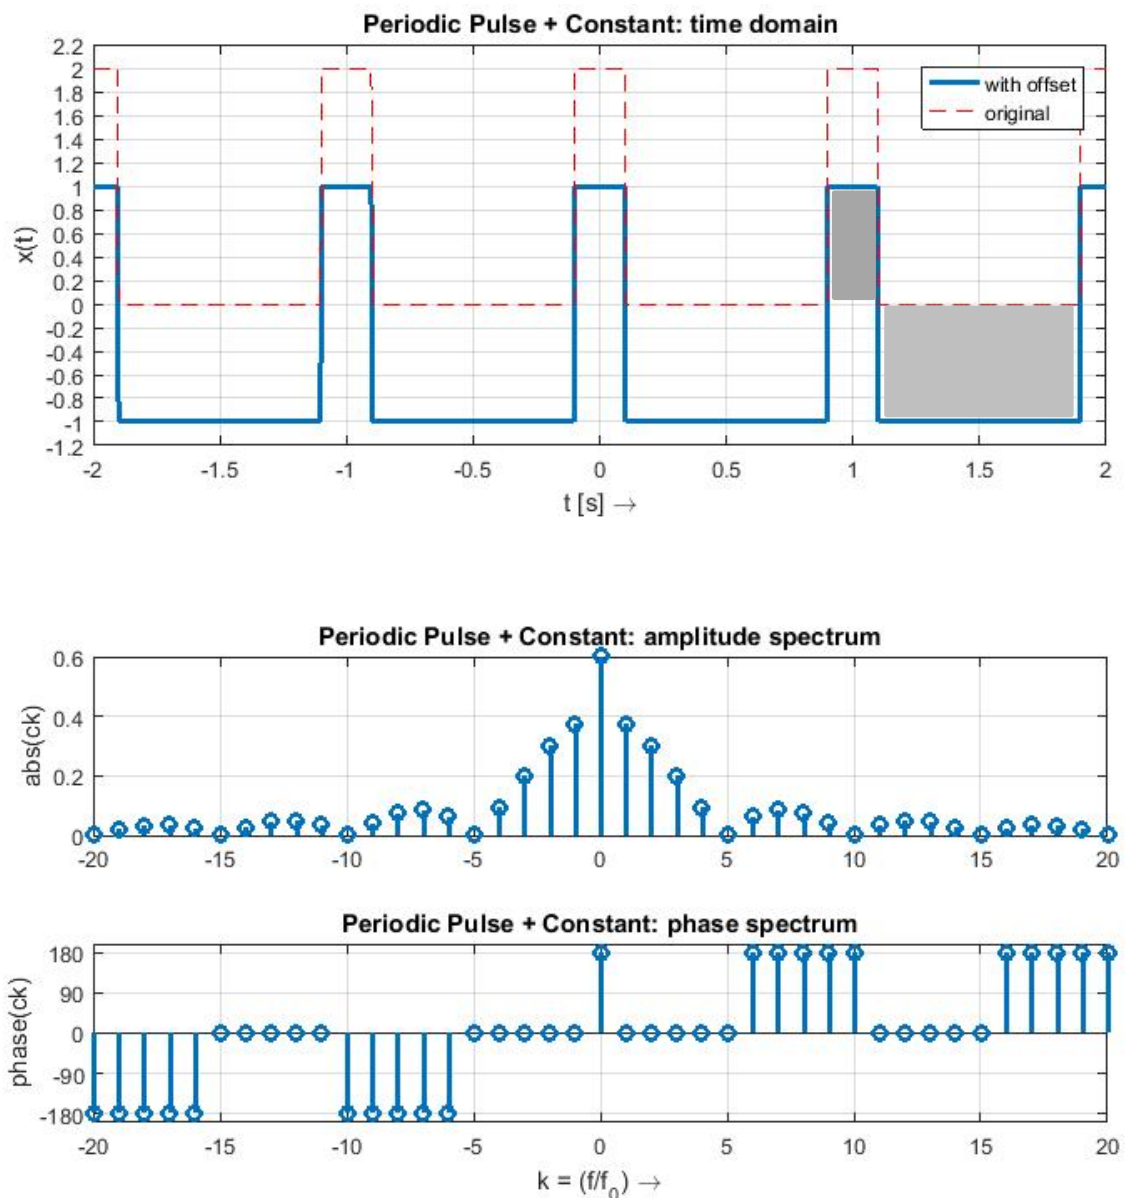 Periodic Pulse + Constant: time domain
2.2
2
1.8
1.6
1.4
1.2
1
0.8
0.6
0.4
0.2
0
-0.2
-0.4
-0.6
-0.8
-1
-1.2
x(t)
with offset
original
-2 -1.5 -1 -0.5 0 0.5 1 1.5 2
t [s] →
Periodic Pulse + Constant: amplitude spectrum
0.6
0.4
0.2
0
abs(ck)
-20 -15 -10 -5 0 5 10 15 20
Periodic Pulse + Constant: phase spectrum
180
90
0
-90
-180
phase(ck)
-20 -15 -10 -5 0 5 10 15 20
k = (f/f₀) →